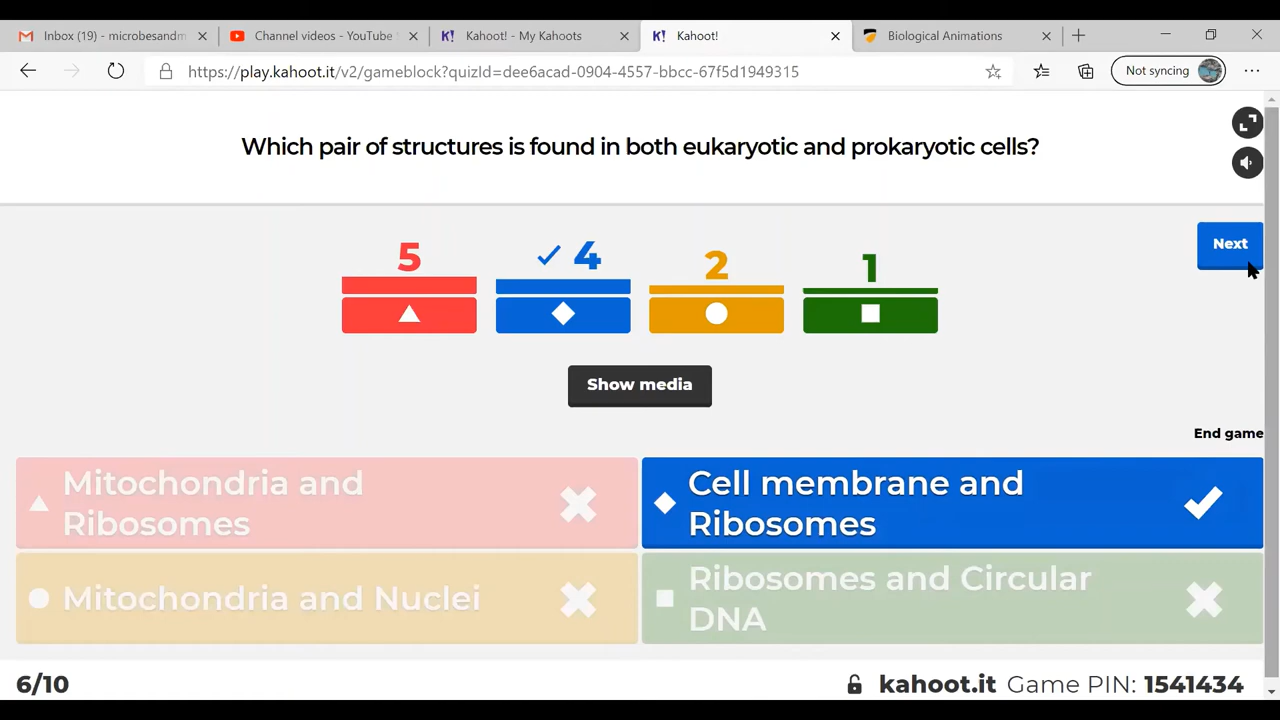 Inbox (19) - microbesandm
Channel videos - YouTube
Kahoot! - My Kahoots
Kahoot!
Biological Animations
https://play.kahoot.it/v2/gameblock?quizId=dee6acad-0904-4557-bbcc-67f5d1949315
Not syncing
Which pair of structures is found in both eukaryotic and prokaryotic cells?
Next
5
4
2
1
Show media
End game
Mitochondria and
Ribosomes
Cell membrane and
Ribosomes
Mitochondria and Nuclei
Ribosomes and Circular
DNA
6/10
kahoot.it Game PIN: 1541434